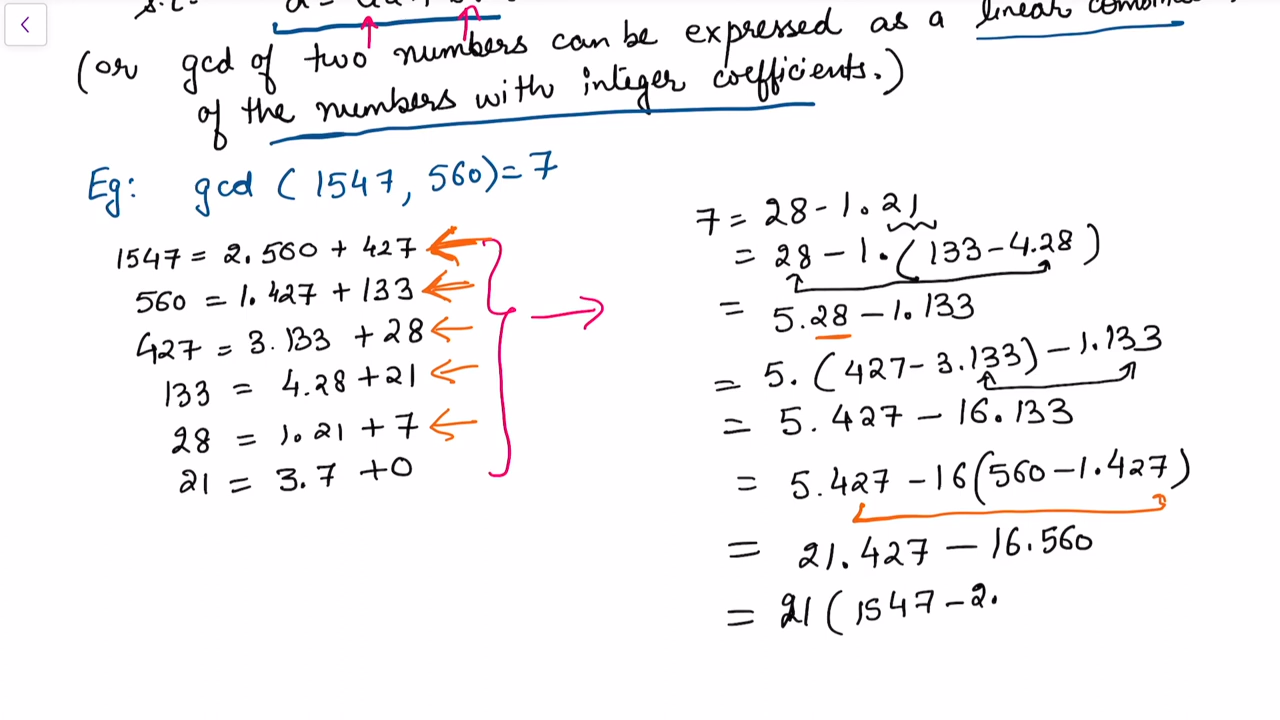 s.t. d =
(or gcd of two numbers can be expressed as a linear
of the numbers with integer coefficients.)
Eg: gcd (1547, 560) = 7
1547 = 2.560 + 427
560 = 1.427 + 133
427 = 3.133 + 28
133 = 4.28 + 21
28 = 1.21 + 7
21 = 3.7 + 0
7 = 28 - 1.21
= 28 - 1.(133 - 4.28)
= 5.28 - 1.133
= 5.(427 - 3.133) - 1.133
= 5.427 - 16.133
= 5.427 - 16(560 - 1.427)
= 21.427 - 16.560
= 21(1547 - 2.